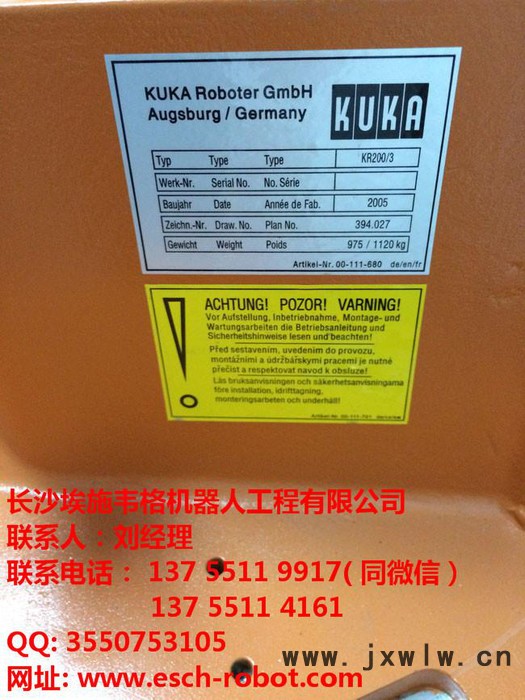 KUKA Roboter GmbH
Augsburg / Germany
KUKA
Typ Type Type KR200/3
Werk-Nr. Serial No. No. Série
Baujahr Date Année de Fab. 2005
Zeichn.-Nr. Draw. No. Plan No. 394.027
Gewicht Weight Poids 975 / 1120 kg
Artikel-Nr. 00-111-680 de/en/fr
ACHTUNG! POZOR! VARNING!
Vor Aufstellung, Inbetriebnahme, Montage- und
Wartungsarbeiten die Betriebsanleitung und
Sicherheitshinweise lesen und beachten!
Před sestavením, uvedením do provozu,
montážními a údržbářskými pracemi je nutné
přečíst a respektovat navod k obsluze!
Läs bruksanvisningen och säkerhetsanvisningarna
före installation, idrifttagning,
monteringsarbeten och underhåll!
Artikel-Nr.
长沙埃施韦格机器人工程有限公司
联系人：刘经理
联系电话： 137 5511 9917( 同微信 )
137 5511 4161
QQ: 3550753105
网址: www.esch-robot.com
www.jxwlw.cn